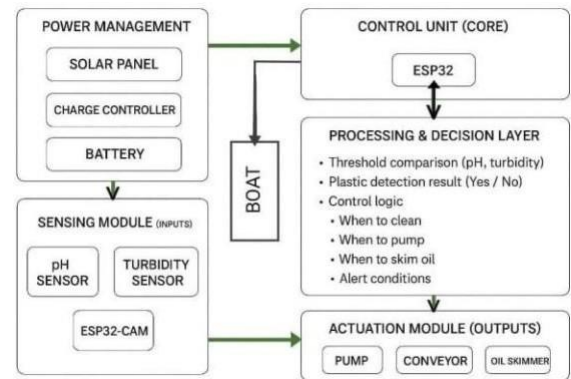 POWER MANAGEMENT
SOLAR PANEL
CHARGE CONTROLLER
BATTERY
SENSING MODULE (INPUTS)
pH
SENSOR
TURBIDITY
SENSOR
ESP32-CAM
BOAT
CONTROL UNIT (CORE)
ESP32
PROCESSING & DECISION LAYER
• Threshold comparison (pH, turbidity)
• Plastic detection result (Yes / No)
• Control logic
• When to clean
• When to pump
• When to skim oil
• Alert conditions
ACTUATION MODULE (OUTPUTS)
PUMP
CONVEYOR
OIL SKIMMER